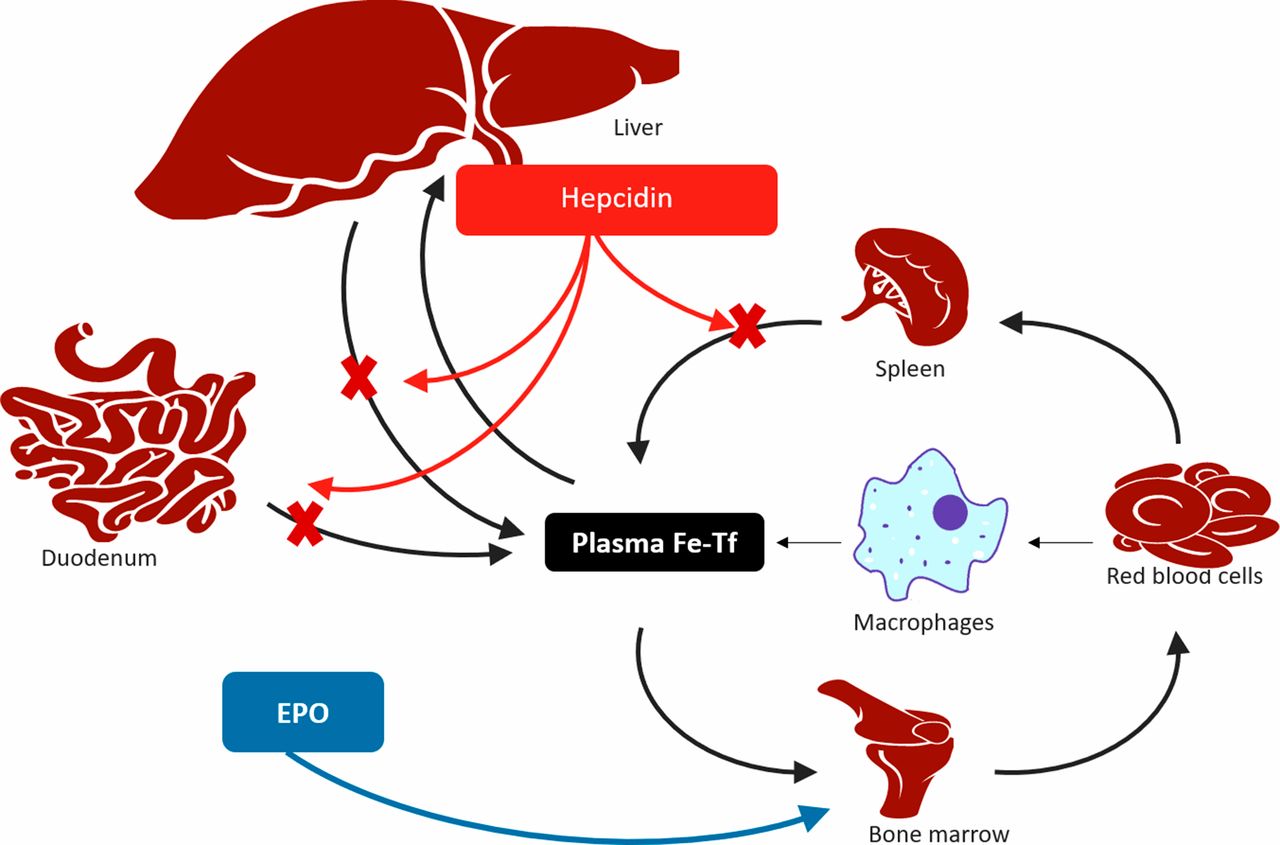 Liver
Hepcidin
Spleen
Duodenum
Plasma Fe-Tf
Macrophages
Red blood cells
EPO
Bone marrow